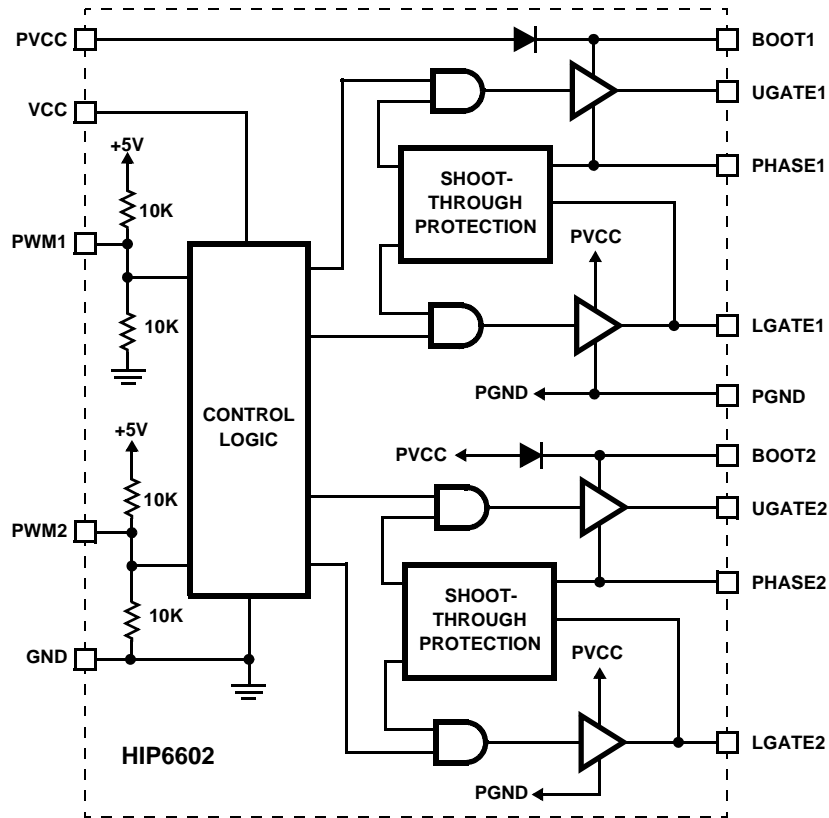 PVCC
BOOT1
VCC
UGATE1
+5V
10K
SHOOT-
THROUGH
PROTECTION
PHASE1
PWM1
PVCC
10K
LGATE1
CONTROL
LOGIC
PGND
PGND
+5V
PVCC
BOOT2
10K
UGATE2
PWM2
SHOOT-
THROUGH
PROTECTION
PHASE2
10K
GND
PVCC
HIP6602
LGATE2
PGND